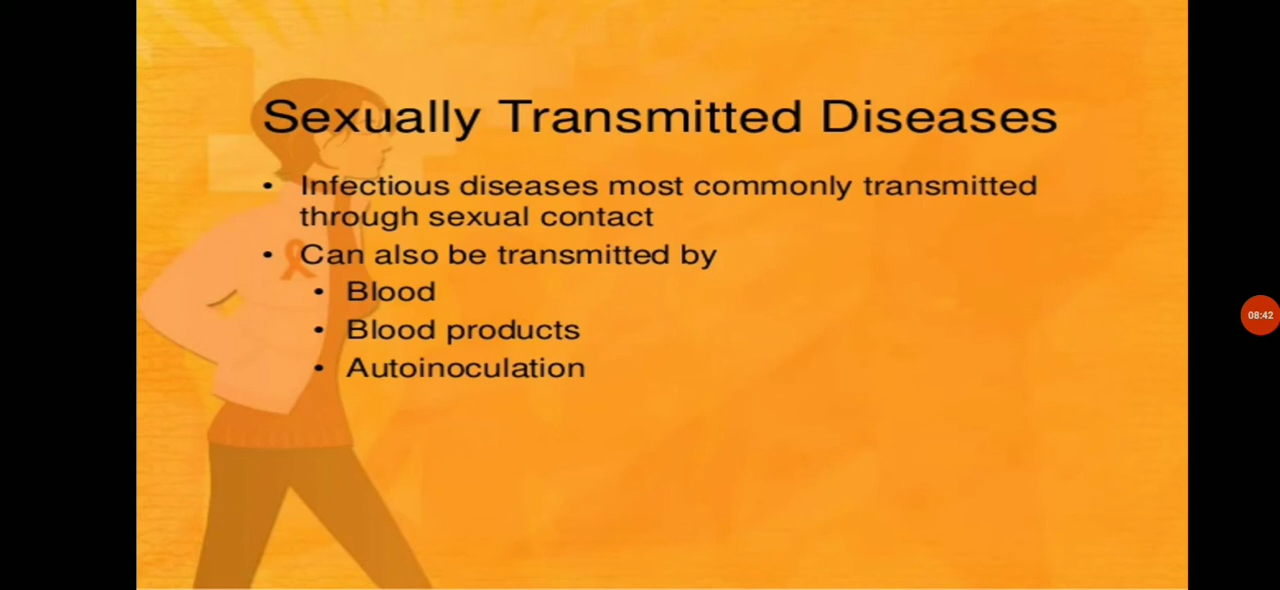 Sexually Transmitted Diseases
• Infectious diseases most commonly transmitted
through sexual contact
• Can also be transmitted by
• Blood
• Blood products
• Autoinoculation
08:42